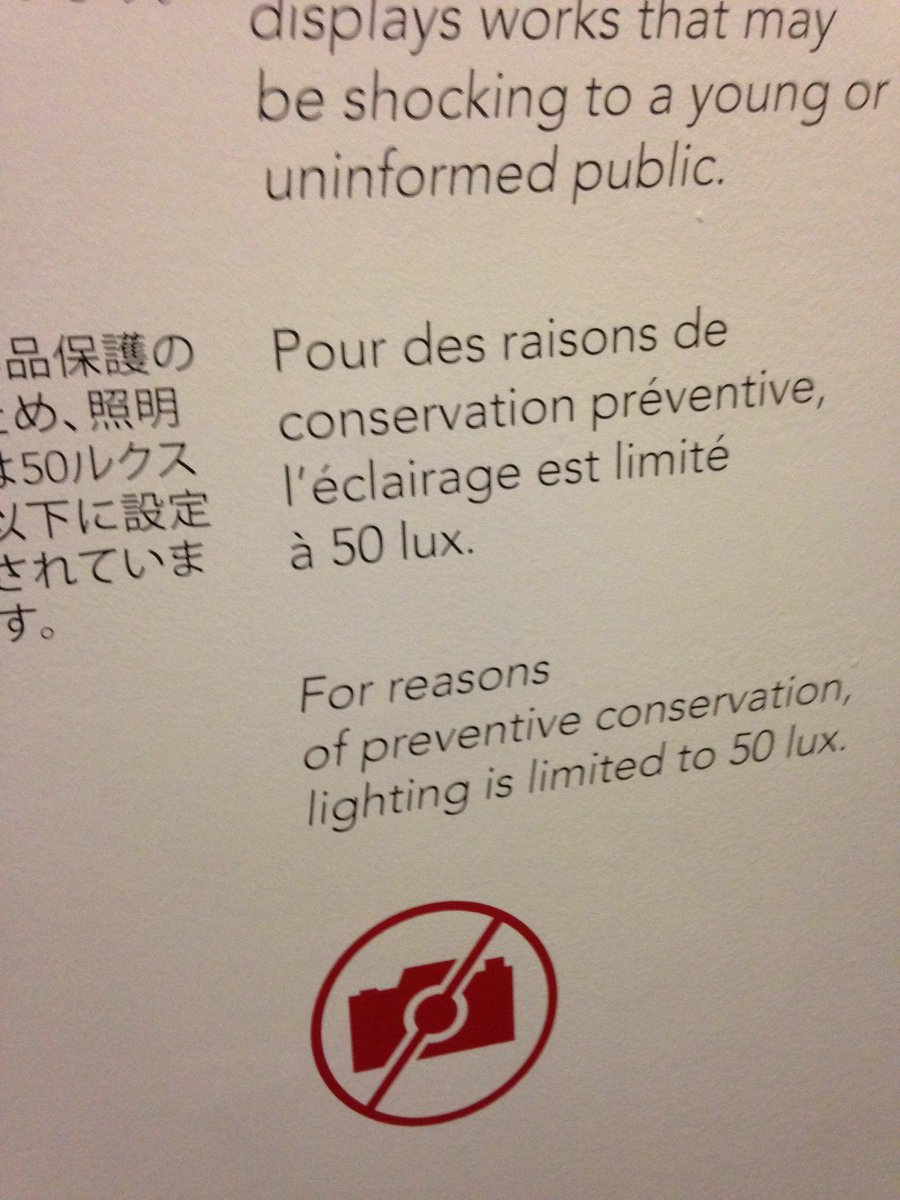 displays works that may
be shocking to a young or
uninformed public.
品保護の
め、照明
50ルクス
以下に設定
されていま
す。
Pour des raisons de
conservation préventive,
l'éclairage est limité
à 50 lux.
For reasons
of preventive conservation,
lighting is limited to 50 lux.